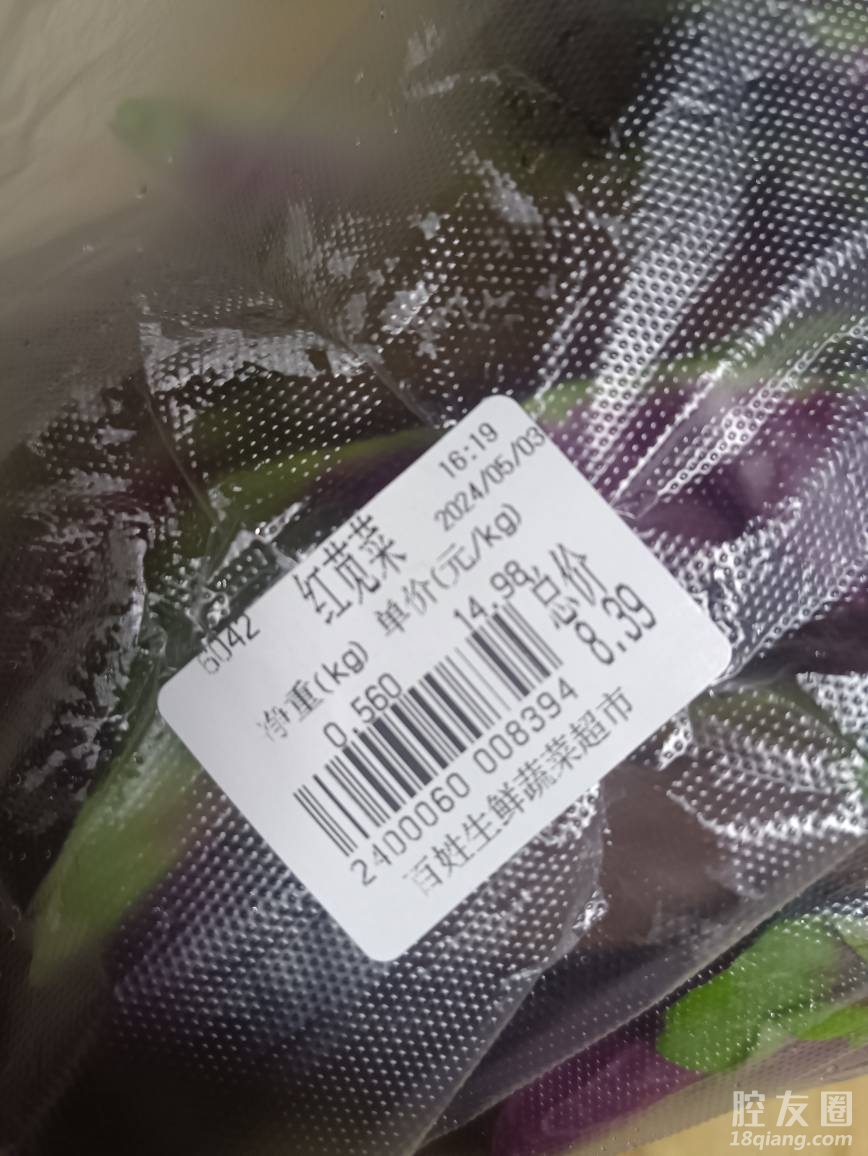 16:19
6042 红苋菜 2024/05/03
净重(kg) 单价(元/kg) 总价
0.560 14.98 8.39
2400060 008394
百姓生鲜蔬菜超市
腔友圈
18qiang.com